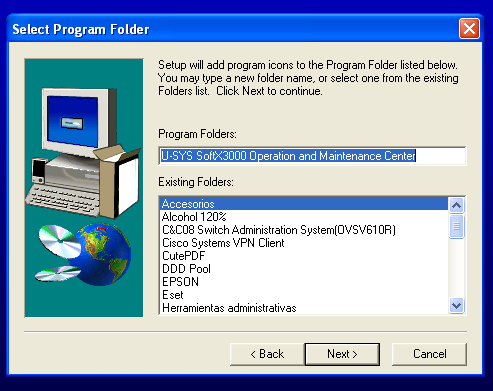 Select Program Folder
Setup will add program icons to the Program Folder listed below.
You may type a new folder name, or select one from the existing
Folders list.  Click Next to continue.
Program Folders:
U-SYS SoftX3000 Operation and Maintenance Center
Existing Folders:
Accesorios
Alcohol 120%
C&C08 Switch Administration System(OVSV610R)
Cisco Systems VPN Client
CutePDF
DDD Pool
EPSON
Eset
Herramientas administrativas
< Back
Next >
Cancel